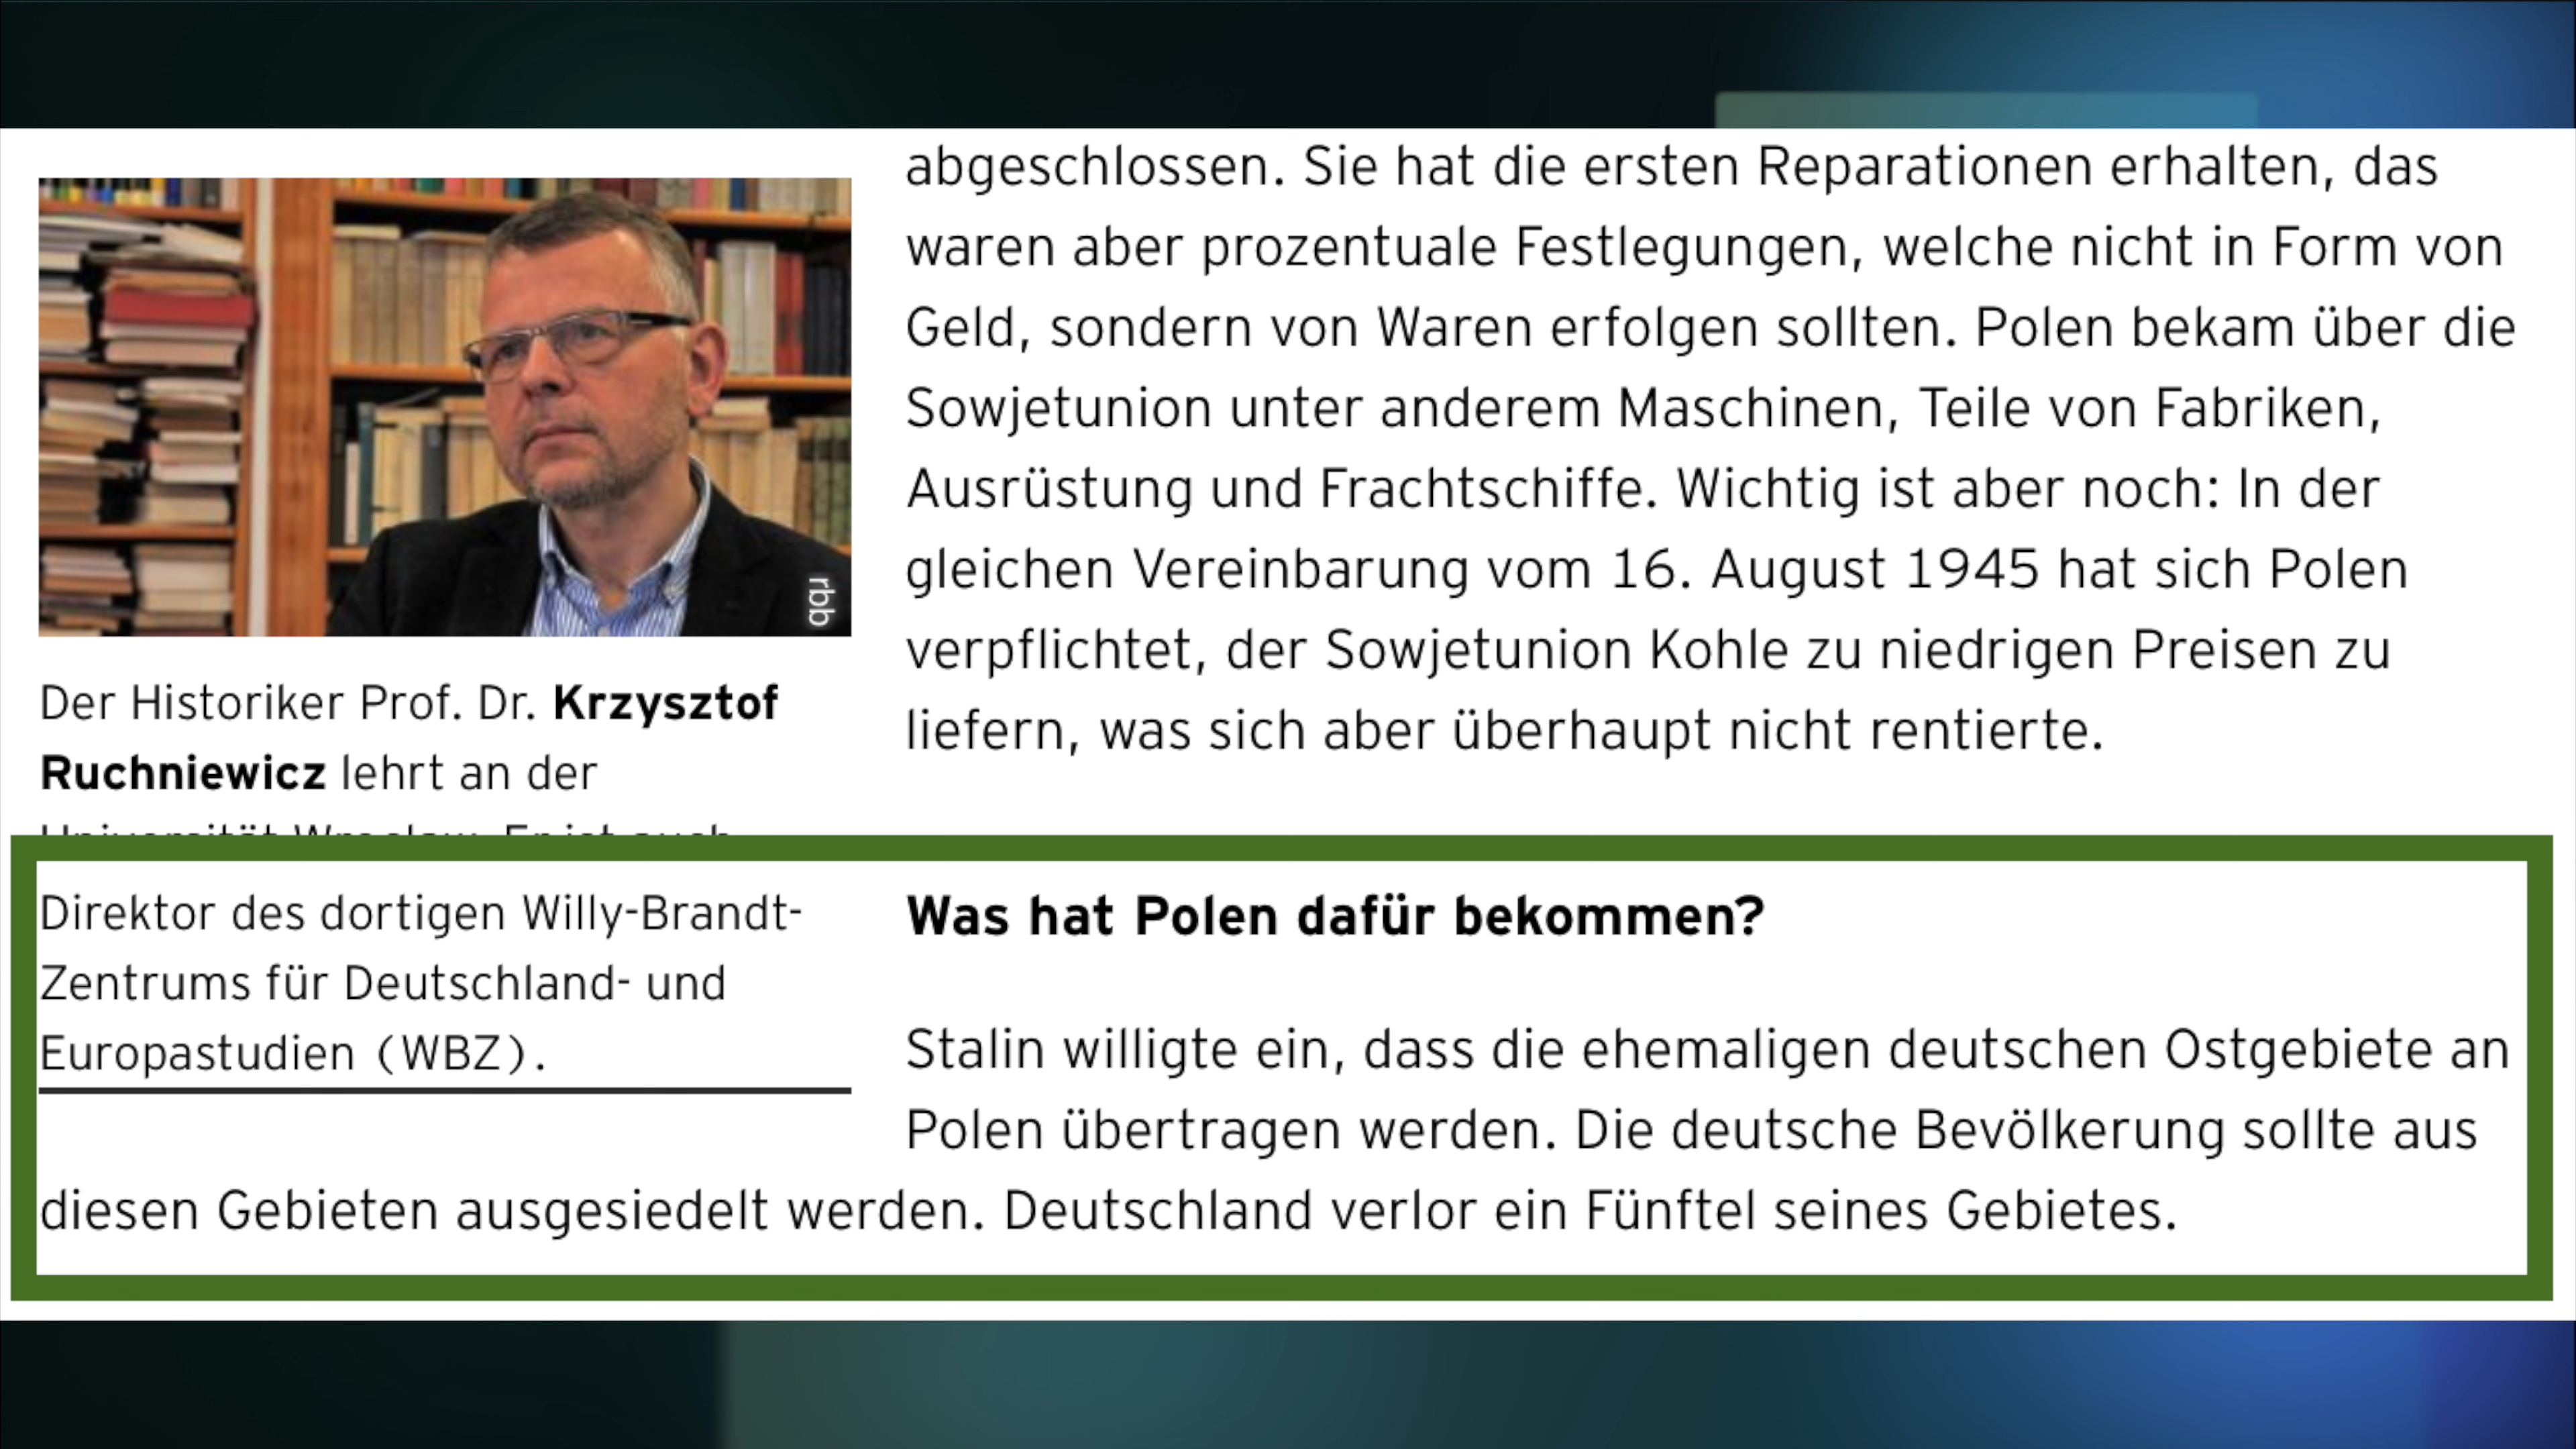 abgeschlossen. Sie hat die ersten Reparationen erhalten, das
waren aber prozentuale Festlegungen, welche nicht in Form von
Geld, sondern von Waren erfolgen sollten. Polen bekam über die
Sowjetunion unter anderem Maschinen, Teile von Fabriken,
Ausrüstung und Frachtschiffe. Wichtig ist aber noch: In der
gleichen Vereinbarung vom 16. August 1945 hat sich Polen
verpflichtet, der Sowjetunion Kohle zu niedrigen Preisen zu
liefern, was sich aber überhaupt nicht rentierte.
rbb
Der Historiker Prof. Dr. Krzysztof
Ruchniewicz lehrt an der
Universität Wroclaw. Er ist auch
Direktor des dortigen Willy-Brandt-
Zentrums für Deutschland- und
Europastudien (WBZ).
Was hat Polen dafür bekommen?
Stalin willigte ein, dass die ehemaligen deutschen Ostgebiete an
Polen übertragen werden. Die deutsche Bevölkerung sollte aus
diesen Gebieten ausgesiedelt werden. Deutschland verlor ein Fünftel seines Gebietes.